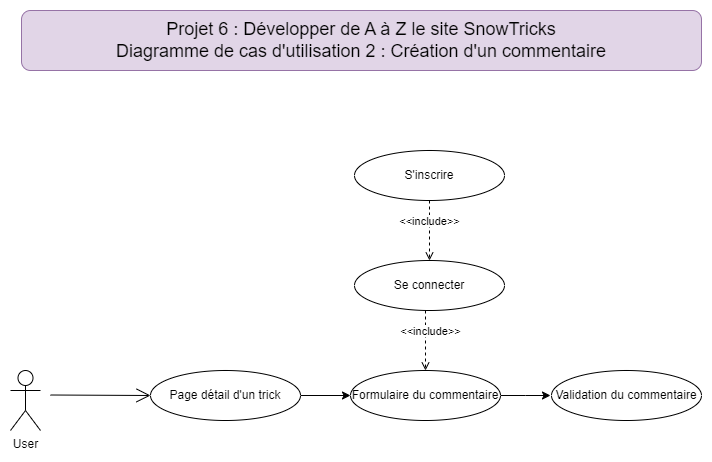 Projet 6 : Développer de A à Z le site SnowTricks
Diagramme de cas d'utilisation 2 : Création d'un commentaire
S'inscrire
<<include>>
Se connecter
<<include>>
Page détail d'un trick
Formulaire du commentaire
Validation du commentaire
User